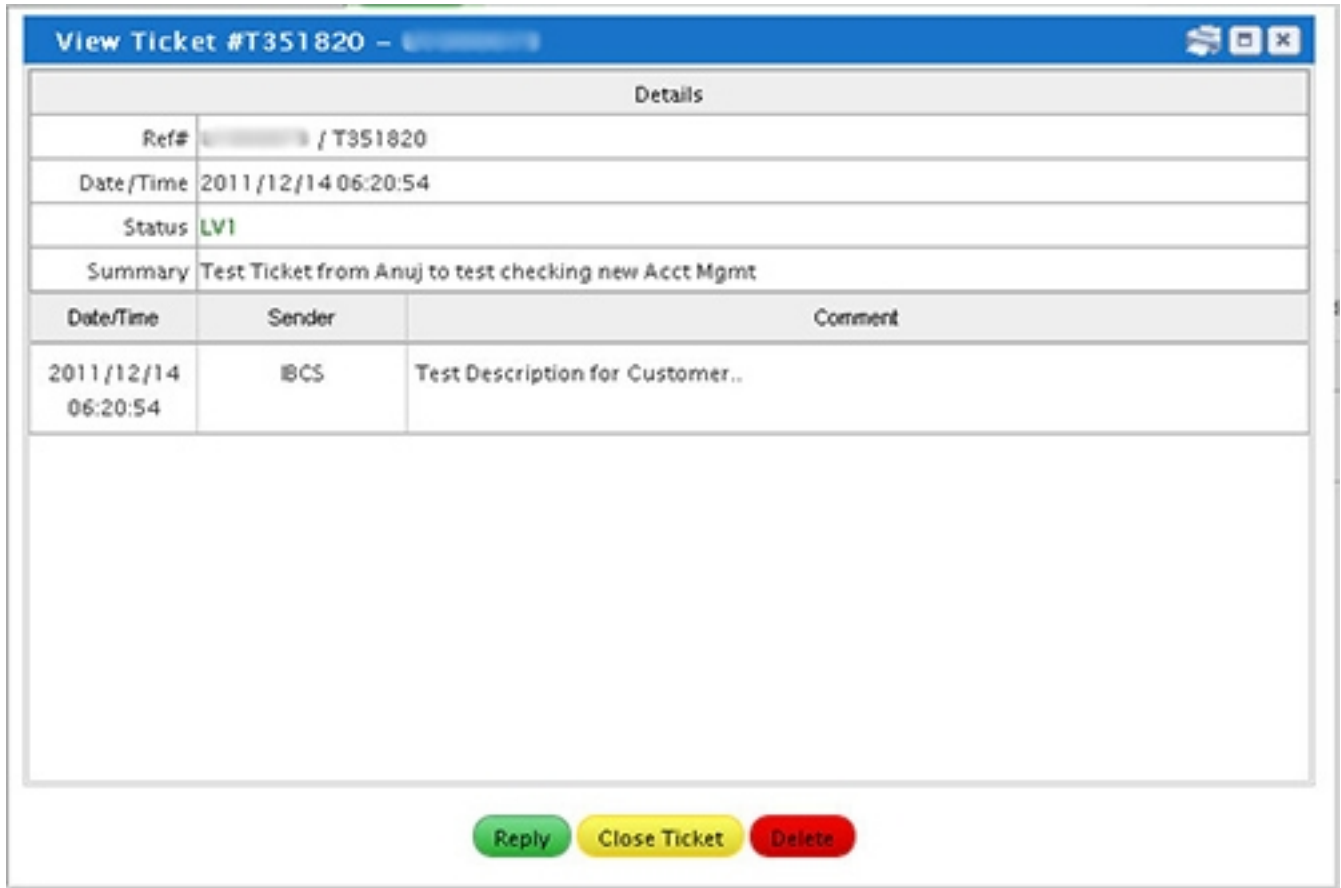 View Ticket #T351820 –
Details
Ref# / T351820
Date/Time 2011/12/14 06:20:54
Status LV1
Summary Test Ticket from Anuj to test checking new Acct Mgmt
Date/Time Sender Comment
2011/12/14 IBCS Test Description for Customer..
06:20:54
Reply Close Ticket Delete